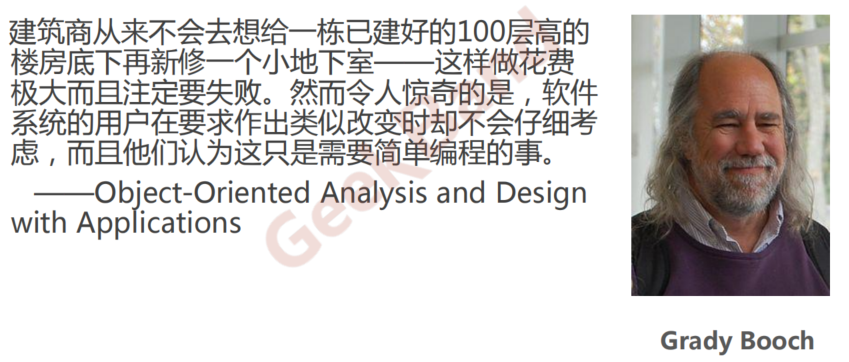 建筑商从来不会去想给一栋已建好的100层高的
楼房底下再新修一个小地下室——这样做花费
极大而且注定要失败。然而令人惊奇的是，软件
系统的用户在要求作出类似改变时却不会仔细考
虑，而且他们认为这只是需要简单编程的事。
——Object-Oriented Analysis and Design
with Applications
GeekBand
Grady Booch